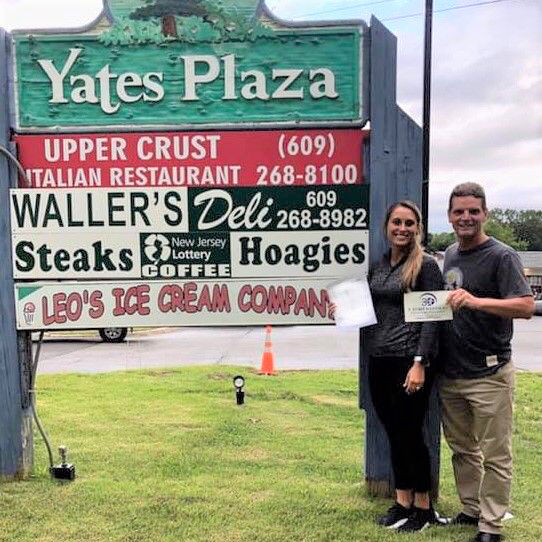 Yates Plaza
UPPER CRUST (609)
ITALIAN RESTAURANT 268-8100
WALLER'S Deli 609
268-8982
Steaks New Jersey Lottery COFFEE Hoagies
LEO'S ICE CREAM COMPANY
30